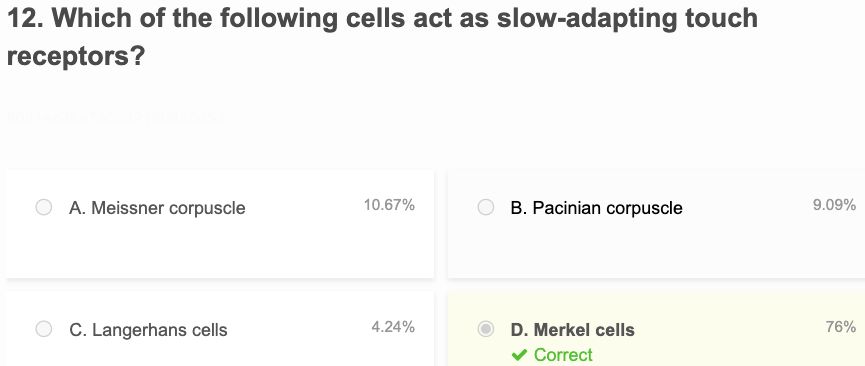 12. Which of the following cells act as slow-adapting touch
receptors?
A. Meissner corpuscle 10.67%
B. Pacinian corpuscle 9.09%
C. Langerhans cells 4.24%
D. Merkel cells 76%
✔ Correct